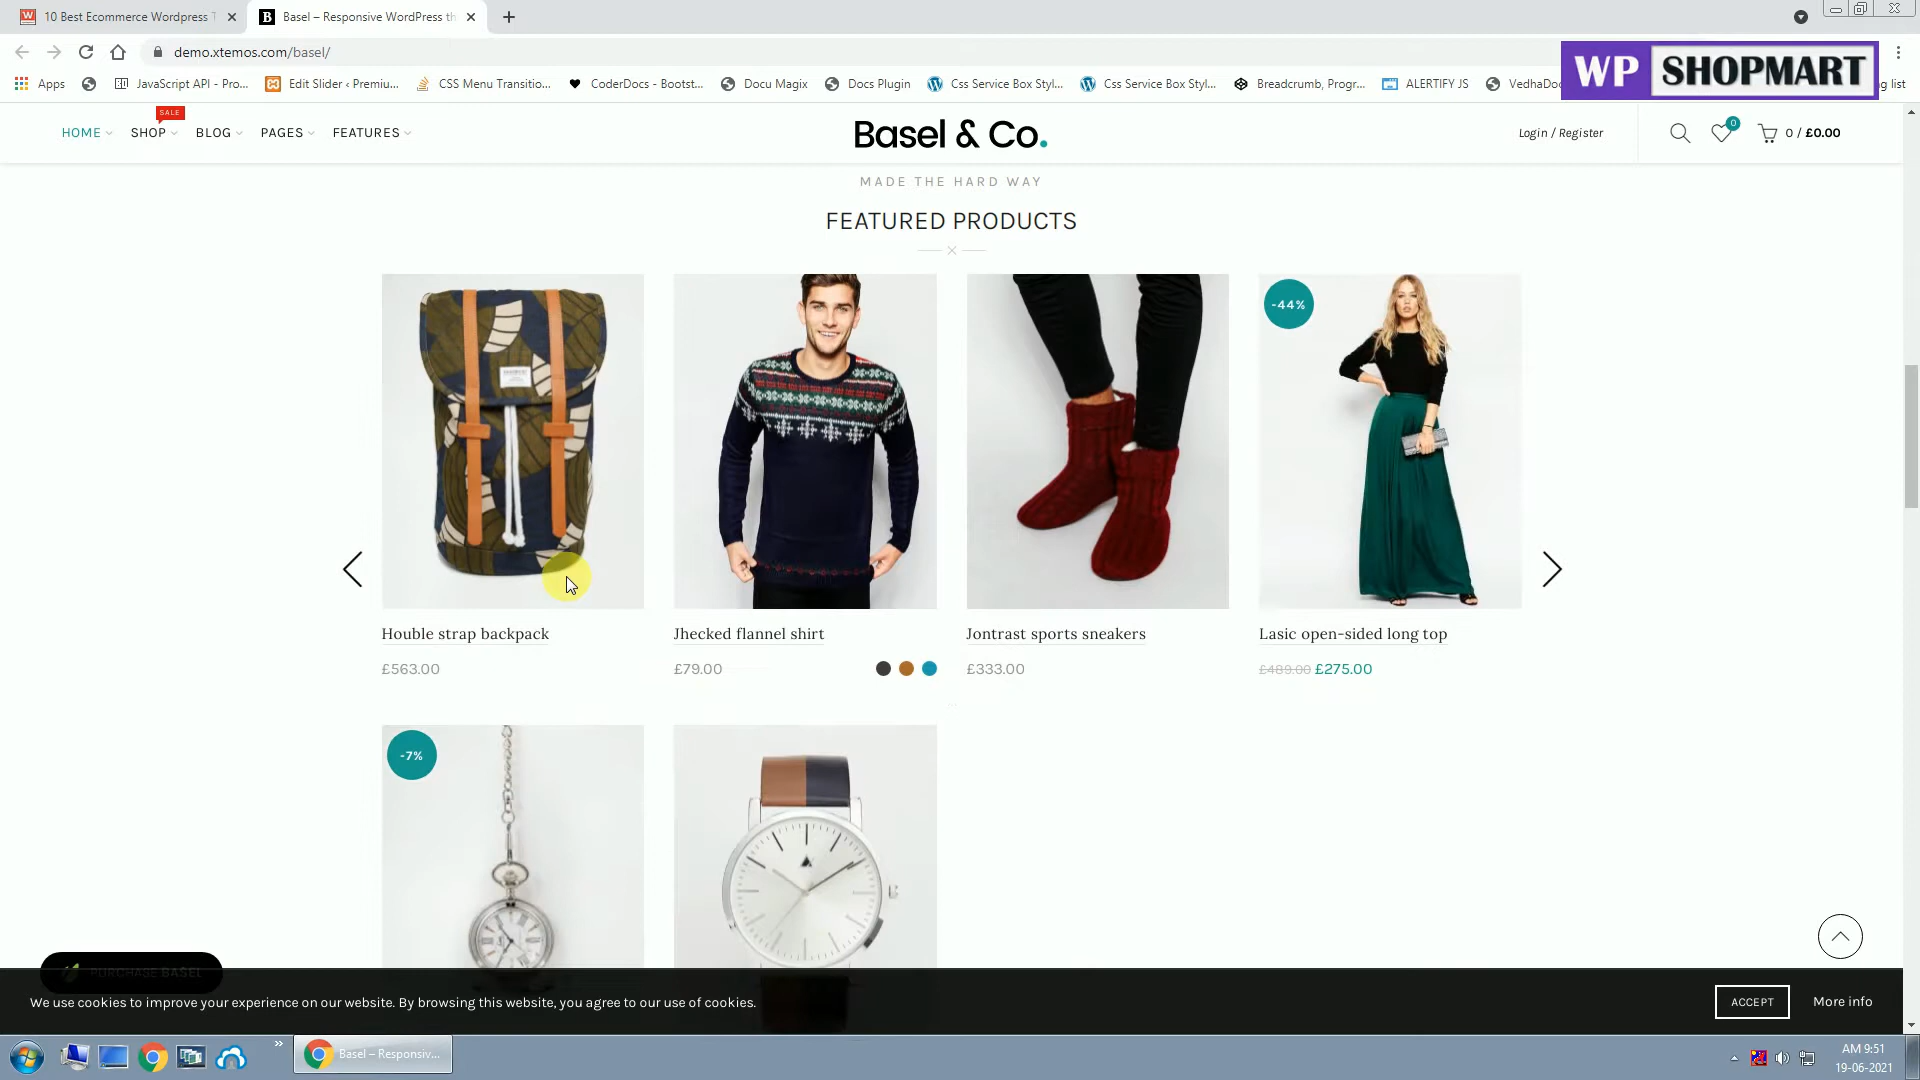 10 Best Ecommerce Wordpress T
Basel – Responsive WordPress th
demo.xtemos.com/basel/
WP SHOPMART
Apps
JavaScript API - Pro...
Edit Slider ‹ Premiu...
CSS Menu Transitio...
CoderDocs - Bootst...
Docu Magix
Docs Plugin
Css Service Box Styl...
Css Service Box Styl...
Breadcrumb, Progr...
ALERTIFY JS
VedhaDoc
g list
SALE
HOME
SHOP
BLOG
PAGES
FEATURES
Basel & Co.
Login / Register
0
0 / £0.00
MADE THE HARD WAY
FEATURED PRODUCTS
-44%
Houble strap backpack
Jhecked flannel shirt
Jontrast sports sneakers
Lasic open-sided long top
£563.00
£79.00
£333.00
£489.00 £275.00
-7%
PURCHASE BASEL
We use cookies to improve your experience on our website. By browsing this website, you agree to our use of cookies.
ACCEPT
More info
Basel – Responsiv...
AM 9:51
19-06-2021